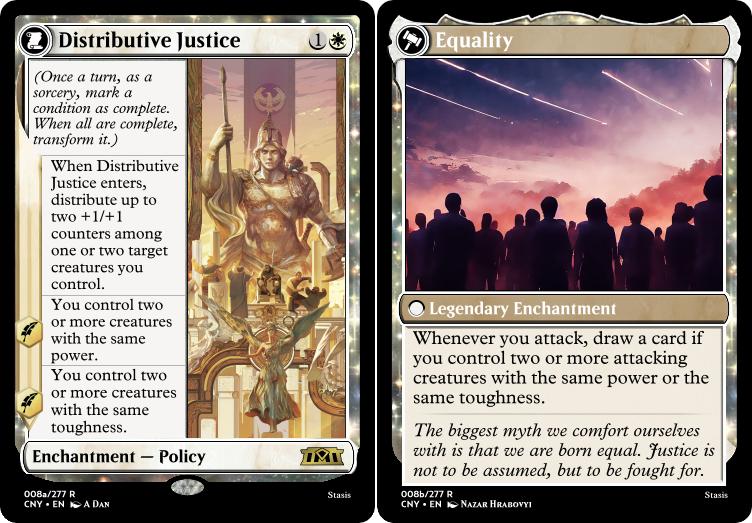 Distributive Justice
1
(Once a turn, as a
sorcery, mark a
condition as complete.
When all are complete,
transform it.)
When Distributive
Justice enters,
distribute up to
two +1/+1
counters among
one or two target
creatures you
control.
You control two
or more creatures
with the same
power.
You control two
or more creatures
with the same
toughness.
Enchantment — Policy
008a/277 R
CNY • EN A Dan
Stasis
Equality
Legendary Enchantment
Whenever you attack, draw a card if
you control two or more attacking
creatures with the same power or the
same toughness.
The biggest myth we comfort ourselves
with is that we are born equal. Justice is
not to be assumed, but to be fought for.
008b/277 R
CNY • EN Nazar Hrabovyi
Stasis